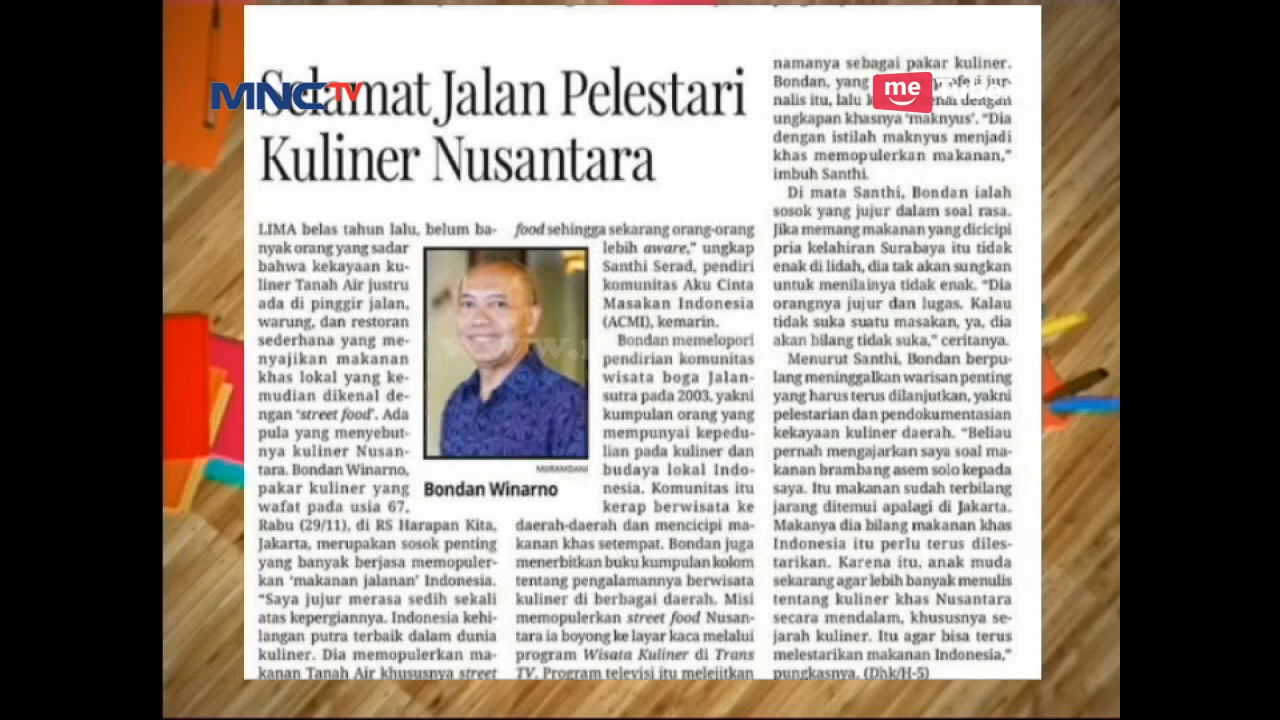 MNCTV
me
Selamat Jalan Pelestari
Kuliner Nusantara
LIMA belas tahun lalu, belum ba-
nyak orang yang sadar
bahwa kekayaan ku-
liner Tanah Air justru
ada di pinggir jalan,
warung, dan restoran
sederhana yang me-
nyajikan makanan
khas lokal yang ke-
mudian dikenal de-
ngan ‘street food’. Ada
pula yang menyebut-
nya kuliner Nusan-
tara. Bondan Winarno,
pakar kuliner yang
wafat pada usia 67,
Rabu (29/11), di RS Harapan Kita,
Jakarta, merupakan sosok penting
yang banyak berjasa memopuler-
kan ‘makanan jalanan’ Indonesia.
“Saya jujur merasa sedih sekali
atas kepergiannya. Indonesia kehi-
langan putra terbaik dalam dunia
kuliner. Dia memopulerkan ma-
kanan Tanah Air khususnya street
MI/RAMDANI
Bondan Winarno
food sehingga sekarang orang-orang
lebih aware,” ungkap
Santhi Serad, pendiri
komunitas Aku Cinta
Masakan Indonesia
(ACMI), kemarin.
Bondan memelopori
pendirian komunitas
wisata boga Jalan-
sutra pada 2003, yakni
kumpulan orang yang
mempunyai kepedu-
lian pada kuliner dan
budaya lokal Indo-
nesia. Komunitas itu
kerap berwisata ke
daerah-daerah dan mencicipi ma-
kanan khas setempat. Bondan juga
menerbitkan buku kumpulan kolom
tentang pengalamannya berwisata
kuliner di berbagai daerah. Misi
memopulerkan street food Nusan-
tara ia boyong ke layar kaca melalui
program Wisata Kuliner di Trans
TV. Program televisi itu melejitkan
namanya sebagai pakar kuliner.
Bondan, yang jur-
nalis itu, lalu dengan
ungkapan khasnya ‘maknyus’. “Dia
dengan istilah maknyus menjadi
khas memopulerkan makanan,”
imbuh Santhi.
Di mata Santhi, Bondan ialah
sosok yang jujur dalam soal rasa.
Jika memang makanan yang dicicipi
pria kelahiran Surabaya itu tidak
enak di lidah, dia tak akan sungkan
untuk menilainya tidak enak. “Dia
orangnya jujur dan lugas. Kalau
tidak suka suatu masakan, ya, dia
akan bilang tidak suka,” ceritanya.
Menurut Santhi, Bondan berpu-
lang meninggalkan warisan penting
yang harus terus dilanjutkan, yakni
pelestarian dan pendokumentasian
kekayaan kuliner daerah. “Beliau
pernah mengajarkan saya soal ma-
kanan brambang asem solo kepada
saya. Itu makanan sudah terbilang
jarang ditemui apalagi di Jakarta.
Makanya dia bilang makanan khas
Indonesia itu perlu terus diles-
tarikan. Karena itu, anak muda
sekarang agar lebih banyak menulis
tentang kuliner khas Nusantara
secara mendalam, khususnya se-
jarah kuliner. Itu agar bisa terus
melestarikan makanan Indonesia,”
pungkasnya. (Dhk/H-5)